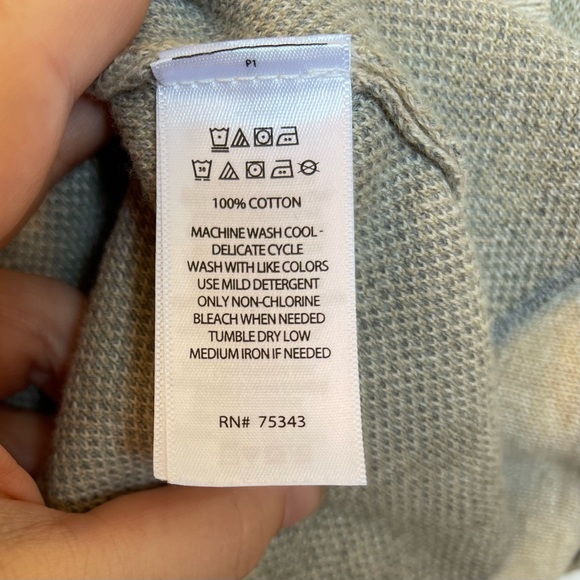 P1
30
100% COTTON
MACHINE WASH COOL -
DELICATE CYCLE
WASH WITH LIKE COLORS
USE MILD DETERGENT
ONLY NON-CHLORINE
BLEACH WHEN NEEDED
TUMBLE DRY LOW
MEDIUM IRON IF NEEDED
RN# 75343